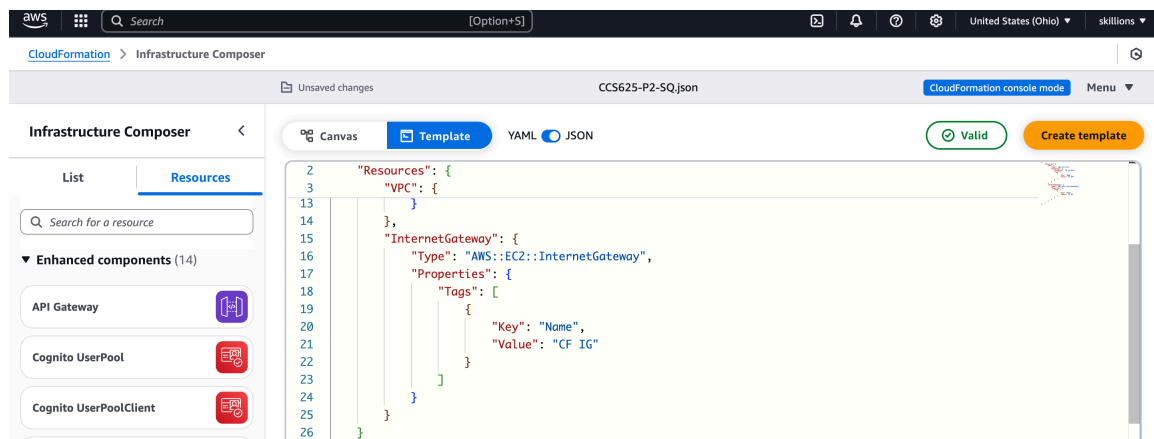 aws
Search [Option+S]
United States (Ohio) ▼ skillions ▼
CloudFormation > Infrastructure Composer
Unsaved changes CCS625-P2-SQ.json CloudFormation console mode Menu ▼
Infrastructure Composer
Canvas Template YAML JSON Valid Create template
List Resources
Search for a resource
▼ Enhanced components (14)
API Gateway
Cognito UserPool
Cognito UserPoolClient
2 "Resources": {
3 "VPC": {
13 }
14 },
15 "InternetGateway": {
16 "Type": "AWS::EC2::InternetGateway",
17 "Properties": {
18 "Tags": [
19 {
20 "Key": "Name",
21 "Value": "CF IG"
22 }
23 ]
24 }
25 }
26 }